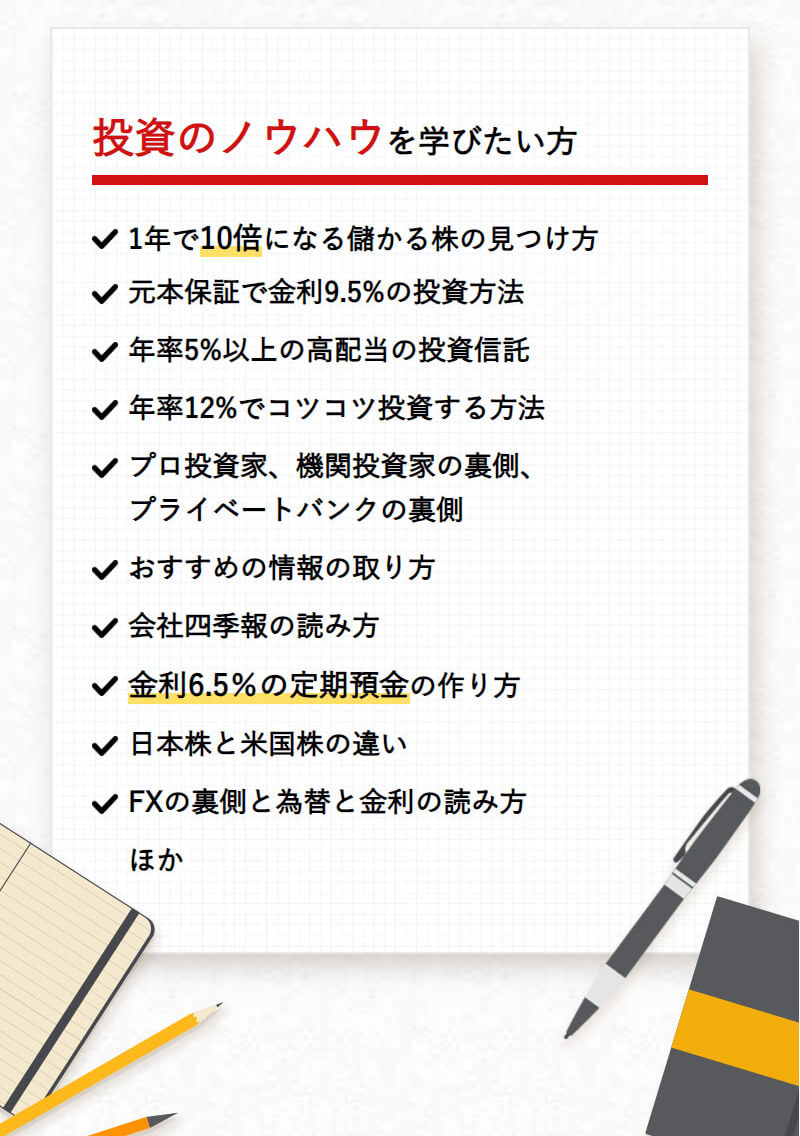 投資のノウハウを学びたい方
1年で10倍になる儲かる株の見つけ方
元本保証で金利9.5%の投資方法
年率5%以上の高配当の投資信託
年率12%でコツコツ投資する方法
プロ投資家、機関投資家の裏側、
プライベートバンクの裏側
おすすめの情報の取り方
会社四季報の読み方
金利6.5％の定期預金の作り方
日本株と米国株の違い
FXの裏側と為替と金利の読み方
ほか